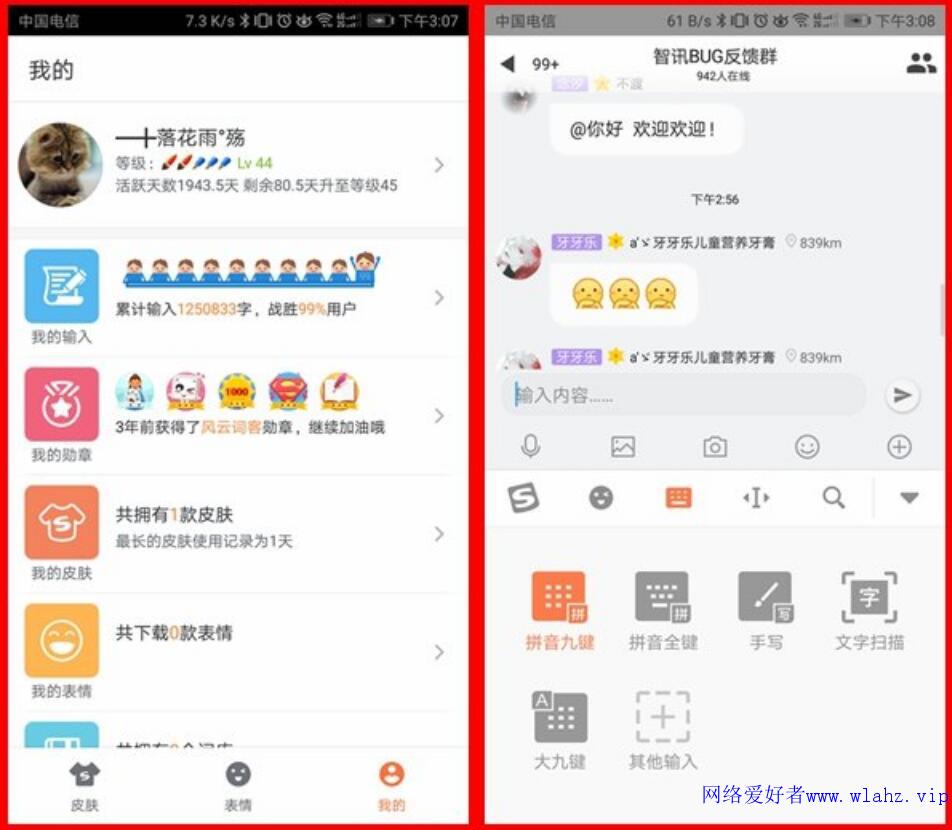 中国电信
7.3 K/s
下午3:07
我的
一十落花雨°殇
等级：
Lv 44
活跃天数1943.5天 剩余80.5天升至等级45
累计输入1250833字，战胜99%用户
我的输入
1000
3年前获得了风云词客勋章，继续加油哦
我的勋章
共拥有1款皮肤
最长的皮肤使用记录为1天
我的皮肤
共下载0款表情
我的表情
皮肤
表情
我的
中国电信
61 B/s
下午3:08
99+
智讯BUG反馈群
942人在线
不渡
@你好 欢迎欢迎！
下午2:56
牙牙乐
牙牙乐儿童营养牙膏
839km
牙牙乐
牙牙乐儿童营养牙膏
839km
输入内容……
拼
拼音九键
拼
拼音全键
写
手写
字
文字扫描
A
大九键
其他输入
网络爱好者www.wlahz.vip